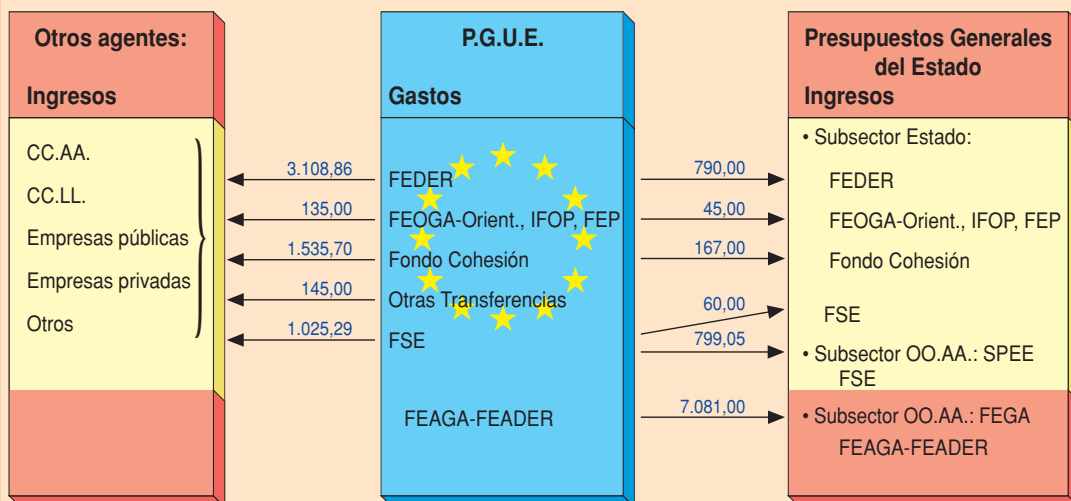 Otros agentes:
Ingresos
CC.AA.
CC.LL.
Empresas públicas
Empresas privadas
Otros
3.108,86
135,00
1.535,70
145,00
1.025,29
P.G.U.E.
Gastos
FEDER
FEOGA-Orient., IFOP, FEP
Fondo Cohesión
Otras Transferencias
FSE
FEAGA-FEADER
790,00
45,00
167,00
60,00
799,05
7.081,00
Presupuestos Generales
del Estado
Ingresos
• Subsector Estado:
FEDER
FEOGA-Orient., IFOP, FEP
Fondo Cohesión
FSE
• Subsector OO.AA.: SPEE
FSE
• Subsector OO.AA.: FEGA
FEAGA-FEADER